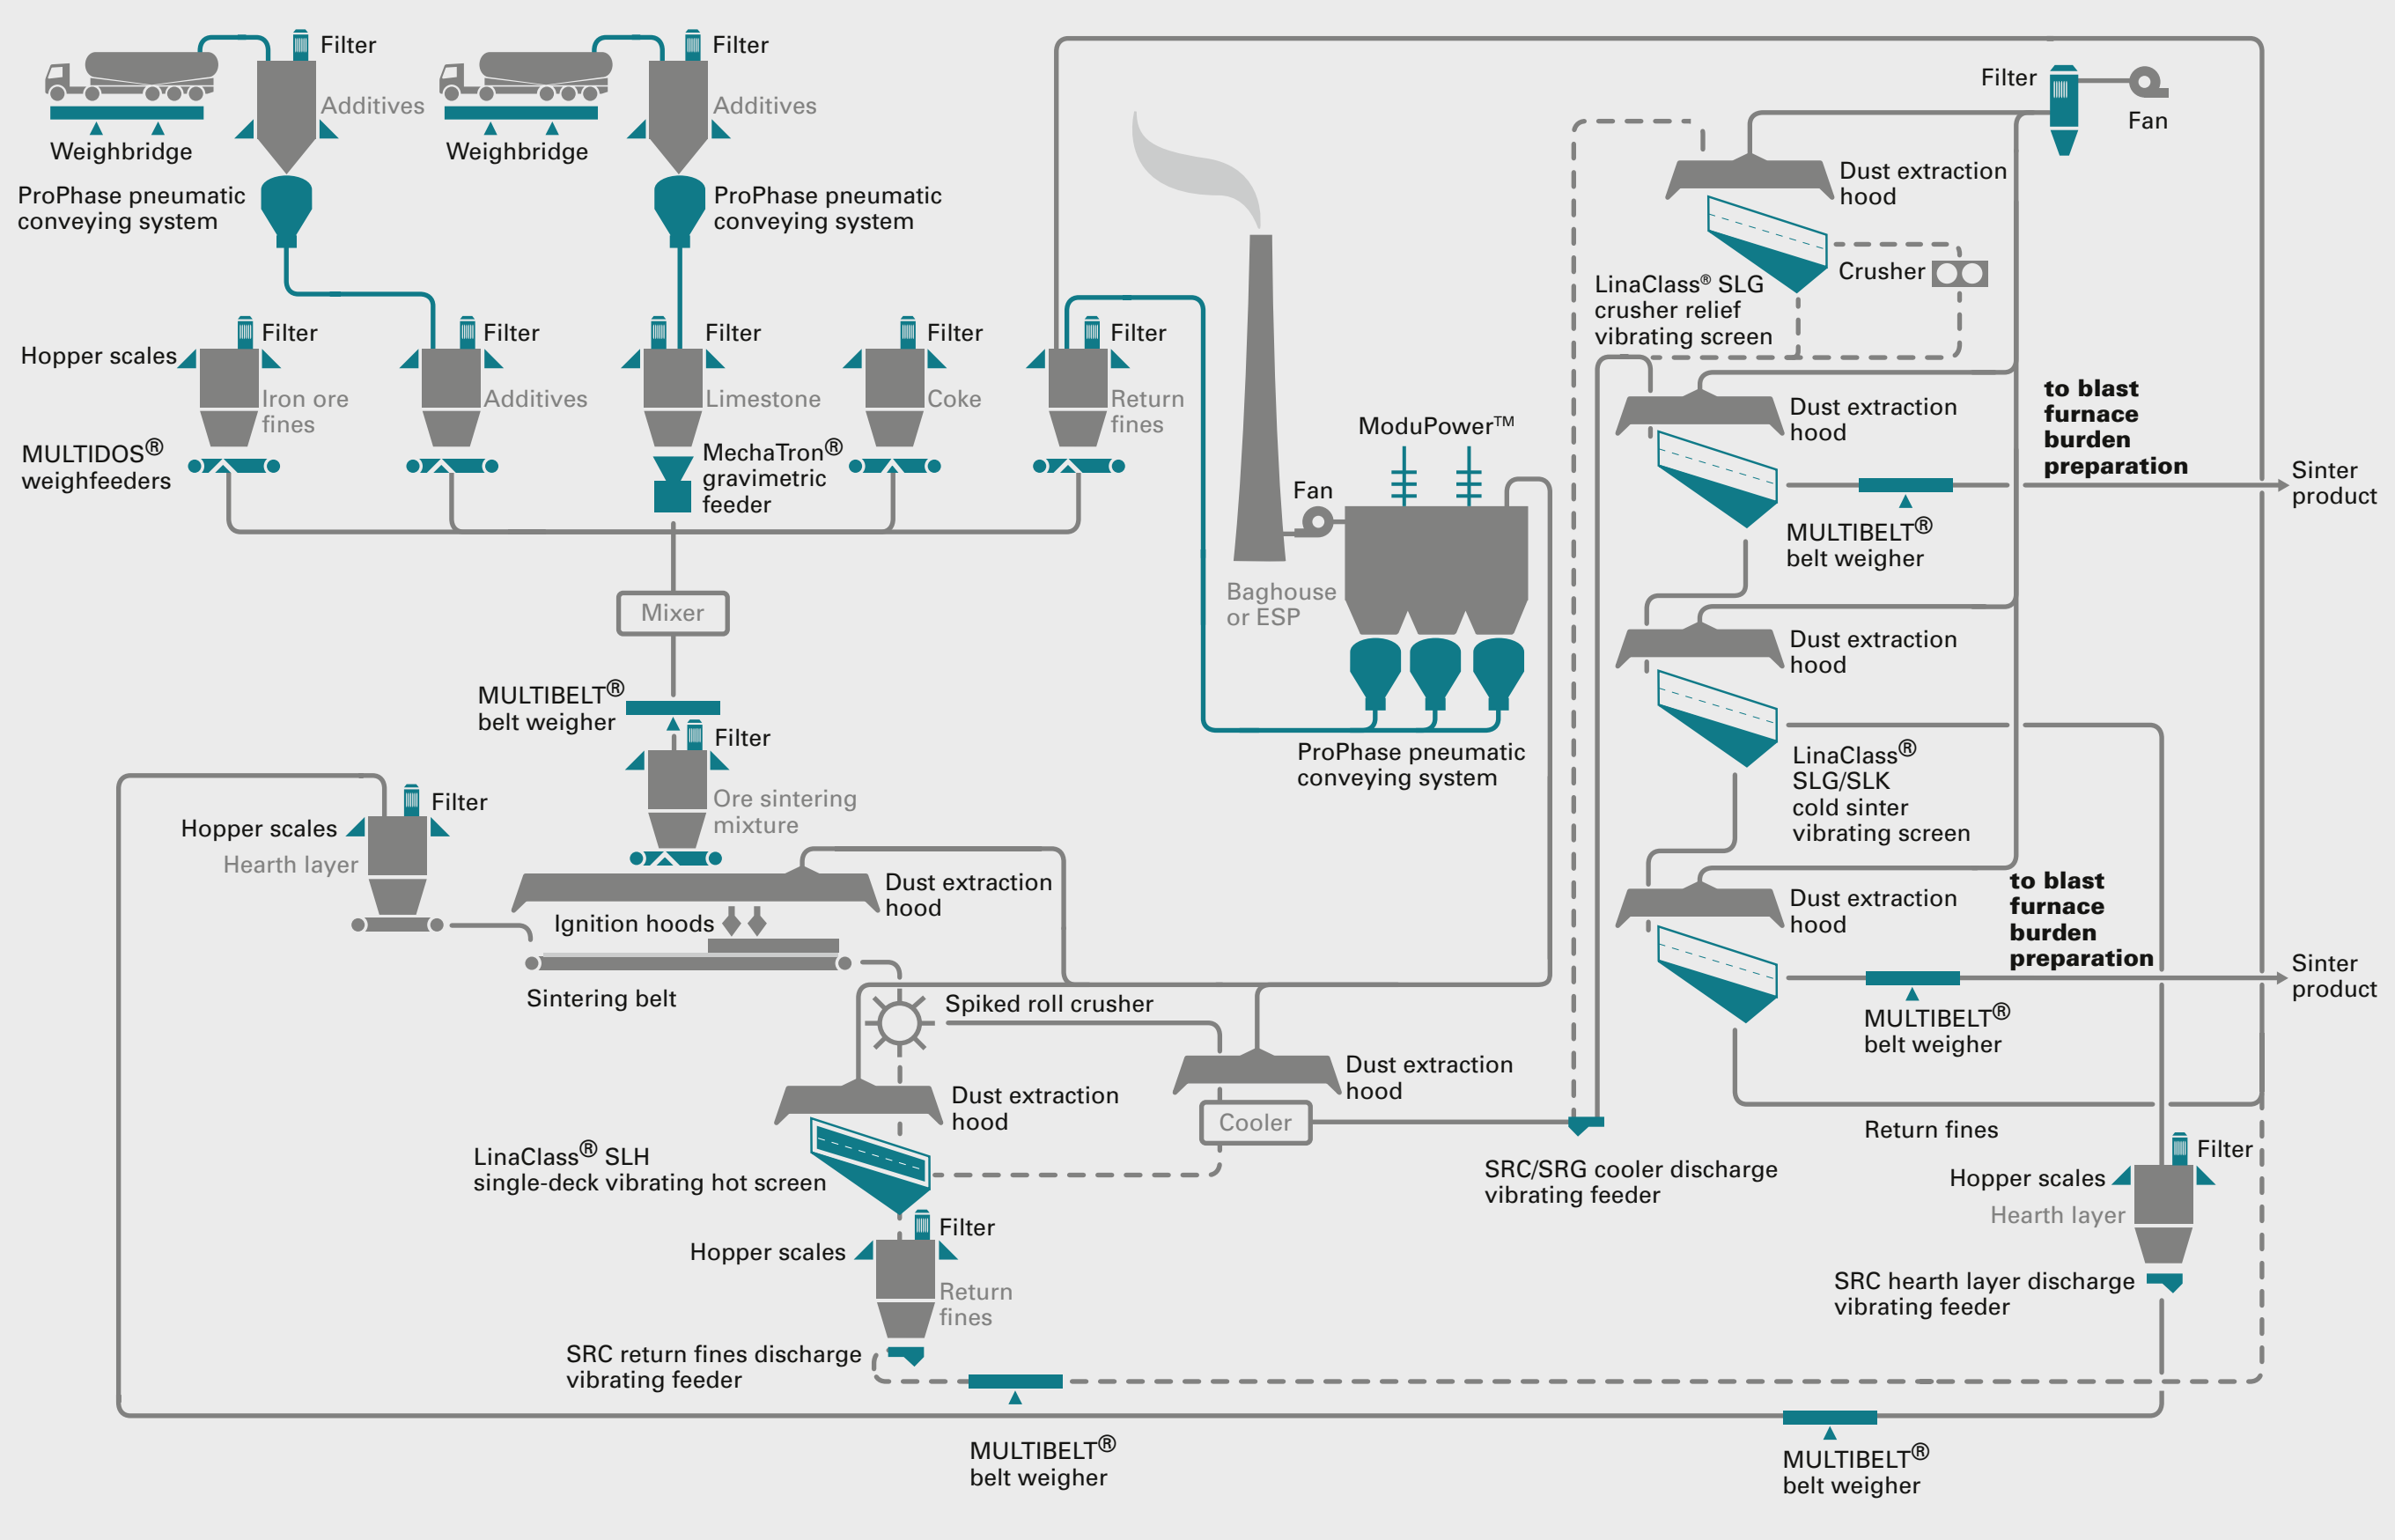 Filter
Additives
Weighbridge
ProPhase pneumatic
conveying system
Filter
Additives
Weighbridge
ProPhase pneumatic
conveying system
Hopper scales
Filter
Iron ore
fines
MULTIDOS®
weighfeeders
Filter
Additives
Filter
Limestone
MechaTron®
gravimetric
feeder
Filter
Coke
Filter
Return
fines
Mixer
MULTIBELT®
belt weigher
Filter
Ore sintering
mixture
Filter
Hopper scales
Hearth layer
Dust extraction
hood
Ignition hoods
Sintering belt
Spiked roll crusher
Dust extraction
hood
LinaClass® SLH
single-deck vibrating hot screen
Filter
Hopper scales
Return
fines
SRC return fines discharge
vibrating feeder
MULTIBELT®
belt weigher
Dust extraction
hood
Cooler
ModuPower™
Fan
Baghouse
or ESP
ProPhase pneumatic
conveying system
SRC/SRG cooler discharge
vibrating feeder
Filter
Fan
Dust extraction
hood
Crusher
LinaClass® SLG
crusher relief
vibrating screen
Dust extraction
hood
to blast
furnace
burden
preparation
Sinter
product
MULTIBELT®
belt weigher
Dust extraction
hood
LinaClass®
SLG/SLK
cold sinter
vibrating screen
Dust extraction
hood
to blast
furnace
burden
preparation
Sinter
product
MULTIBELT®
belt weigher
Return fines
Filter
Hopper scales
Hearth layer
SRC hearth layer discharge
vibrating feeder
MULTIBELT®
belt weigher